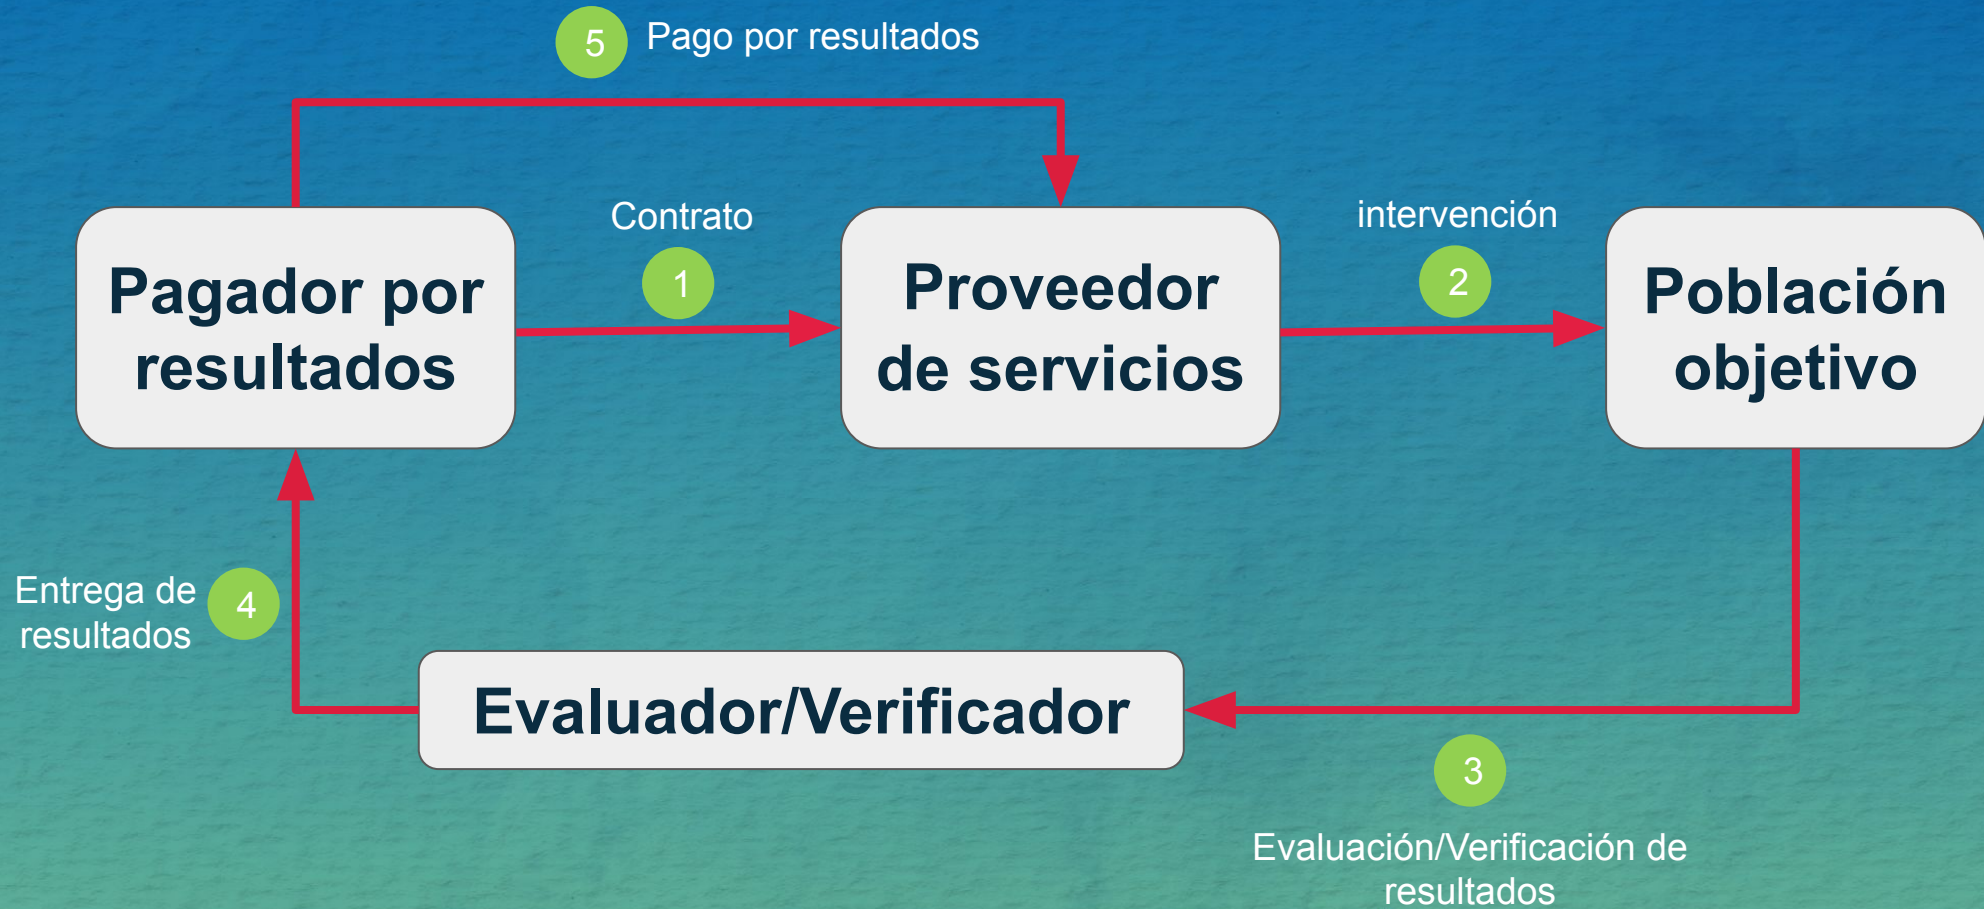 5
Pago por resultados
Contrato
1
intervención
2
Pagador por
resultados
Proveedor
de servicios
Población
objetivo
Entrega de
resultados
4
Evaluador/Verificador
3
Evaluación/Verificación de
resultados